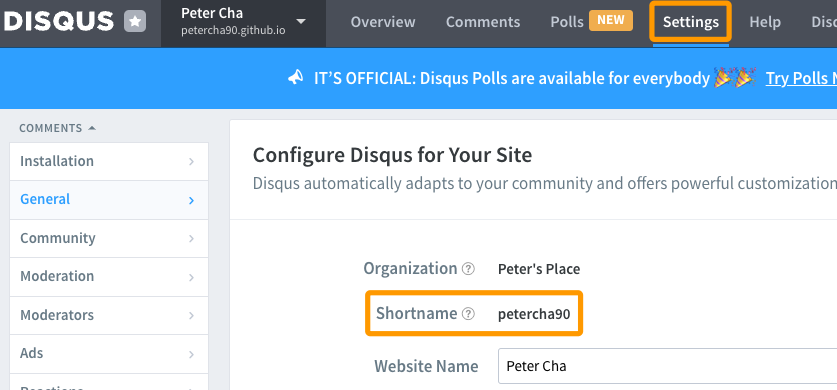 DISQUS Peter Cha Overview Comments Polls NEW Settings Help
petercha90.github.io
IT'S OFFICIAL: Disqus Polls are available for everybody 🎉🎉 Try Polls
COMMENTS
Installation
General
Community
Moderation
Moderators
Ads
Configure Disqus for Your Site
Disqus automatically adapts to your community and offers powerful customization
Organization ? Peter's Place
Shortname ? petercha90
Website Name Peter Cha